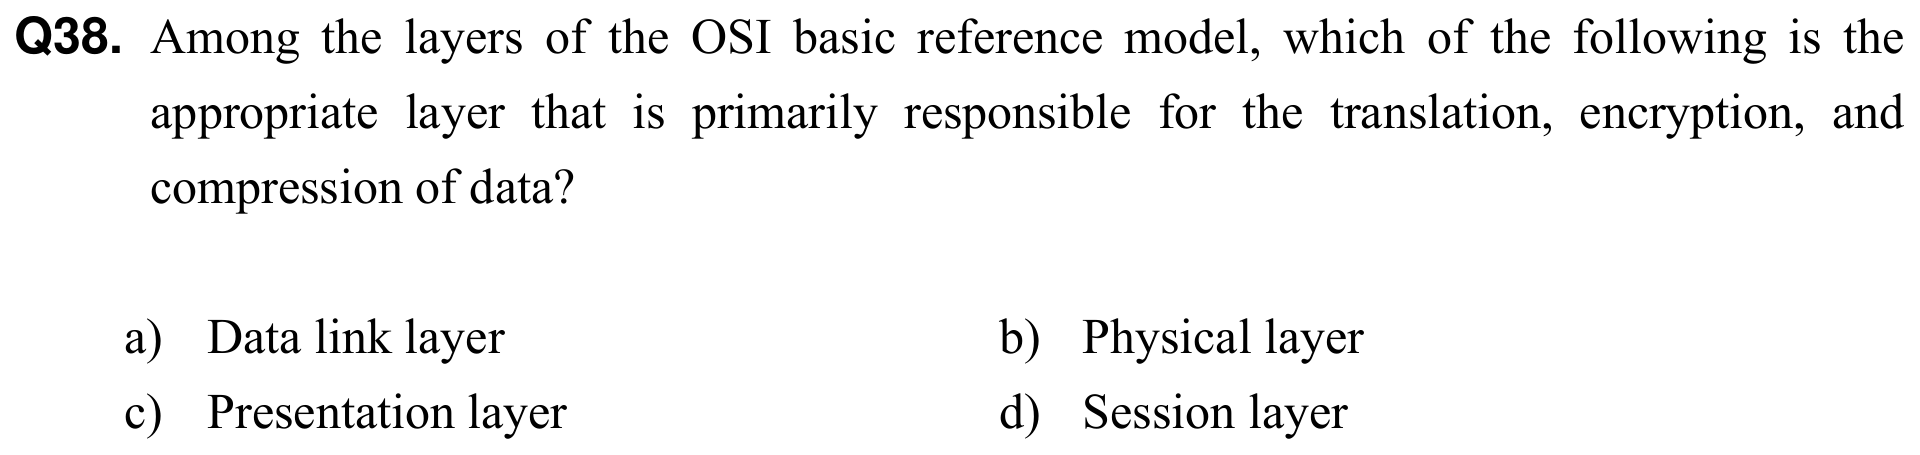 Q38. Among the layers of the OSI basic reference model, which of the following is the
appropriate layer that is primarily responsible for the translation, encryption, and
compression of data?
a) Data link layer b) Physical layer
c) Presentation layer d) Session layer